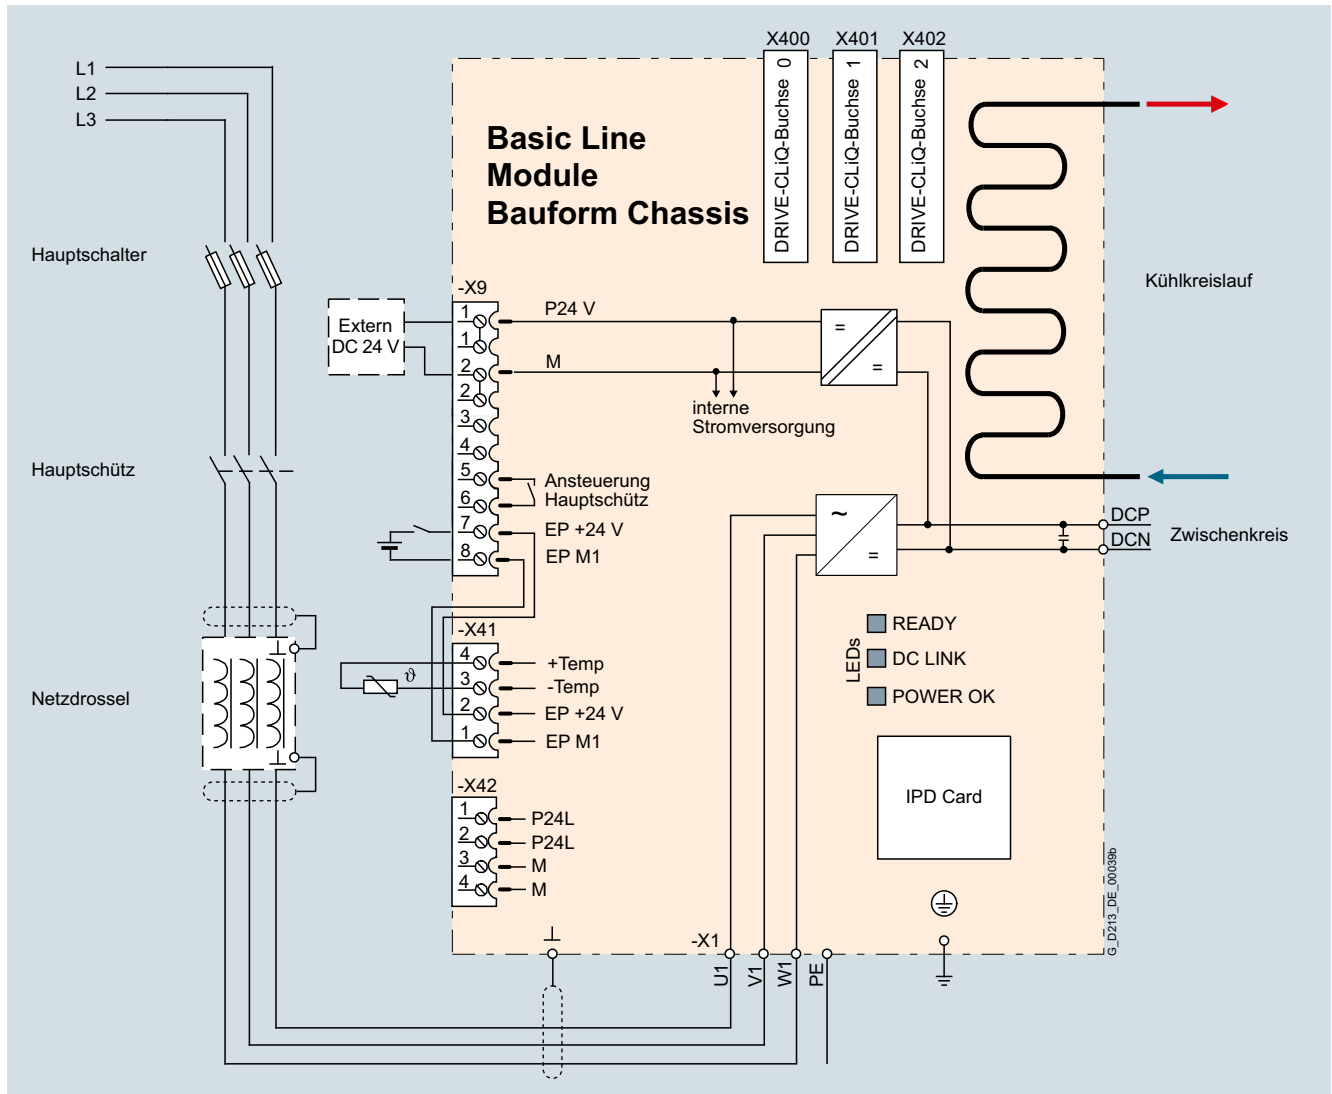 X400
X401
X402
L1
L2
L3
DRIVE-CLiQ-Buchse 0
DRIVE-CLiQ-Buchse 1
DRIVE-CLiQ-Buchse 2
Basic Line
Module
Bauform Chassis
Hauptschalter
Kühlkreislauf
-X9
1
1
2
2
3
4
5
6
7
8
Extern
DC 24 V
P24 V
M
=
=
interne
Stromversorgung
Hauptschütz
Ansteuerung
Hauptschütz
EP +24 V
EP M1
~
=
DCP
DCN
Zwischenkreis
LEDs
READY
DC LINK
POWER OK
-X41
4
3
2
1
+Temp
-Temp
EP +24 V
EP M1
ϑ
Netzdrossel
IPD Card
-X42
1
2
3
4
P24L
P24L
M
M
-X1
U1
V1
W1
PE
G_D213_DE_00039b